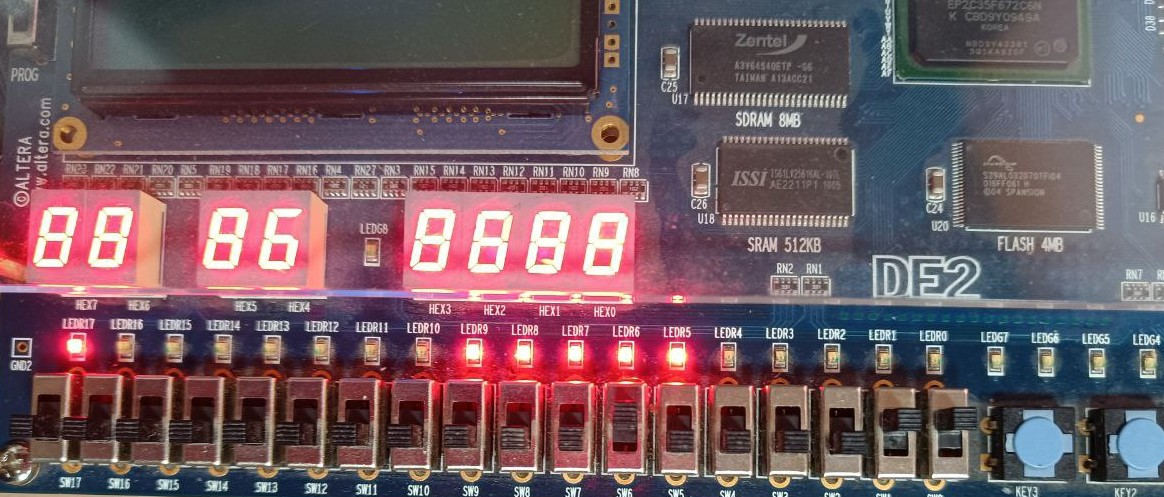 PROG
©ALTERA
www.altera.com
EP2C35F672C6N
KOREA
Zentel
TAIWAN A13ACC21
C25
U17
SDRAM 8MB
ISSI
AE2211P1 1005
C26
U18
SRAM 512KB
SPANSION
C24
U20
U16
FLASH 4MB
RN23 RN22 RN21 RN20 RN5 RN19 RN18 RN17 RN16 RN4 RN27 RN3 RN15 RN14 RN13 RN12 RN11 RN10 RN9 RN8
LEDG8
RN2 RN1
DE2
RN7
HEX7 HEX6 HEX5 HEX4 HEX3 HEX2 HEX1 HEX0
LEDR17 LEDR16 LEDR15 LEDR14 LEDR13 LEDR12 LEDR11 LEDR10 LEDR9 LEDR8 LEDR7 LEDR6 LEDR5 LEDR4 LEDR3 LEDR2 LEDR1 LEDR0 LEDG7 LEDG6 LEDG5 LEDG4
GND2
SW17 SW16 SW15 SW14 SW13 SW12 SW11 SW10 SW9 SW8 SW7 SW6 SW5 SW4 SW3 SW2 KEY3 KEY2